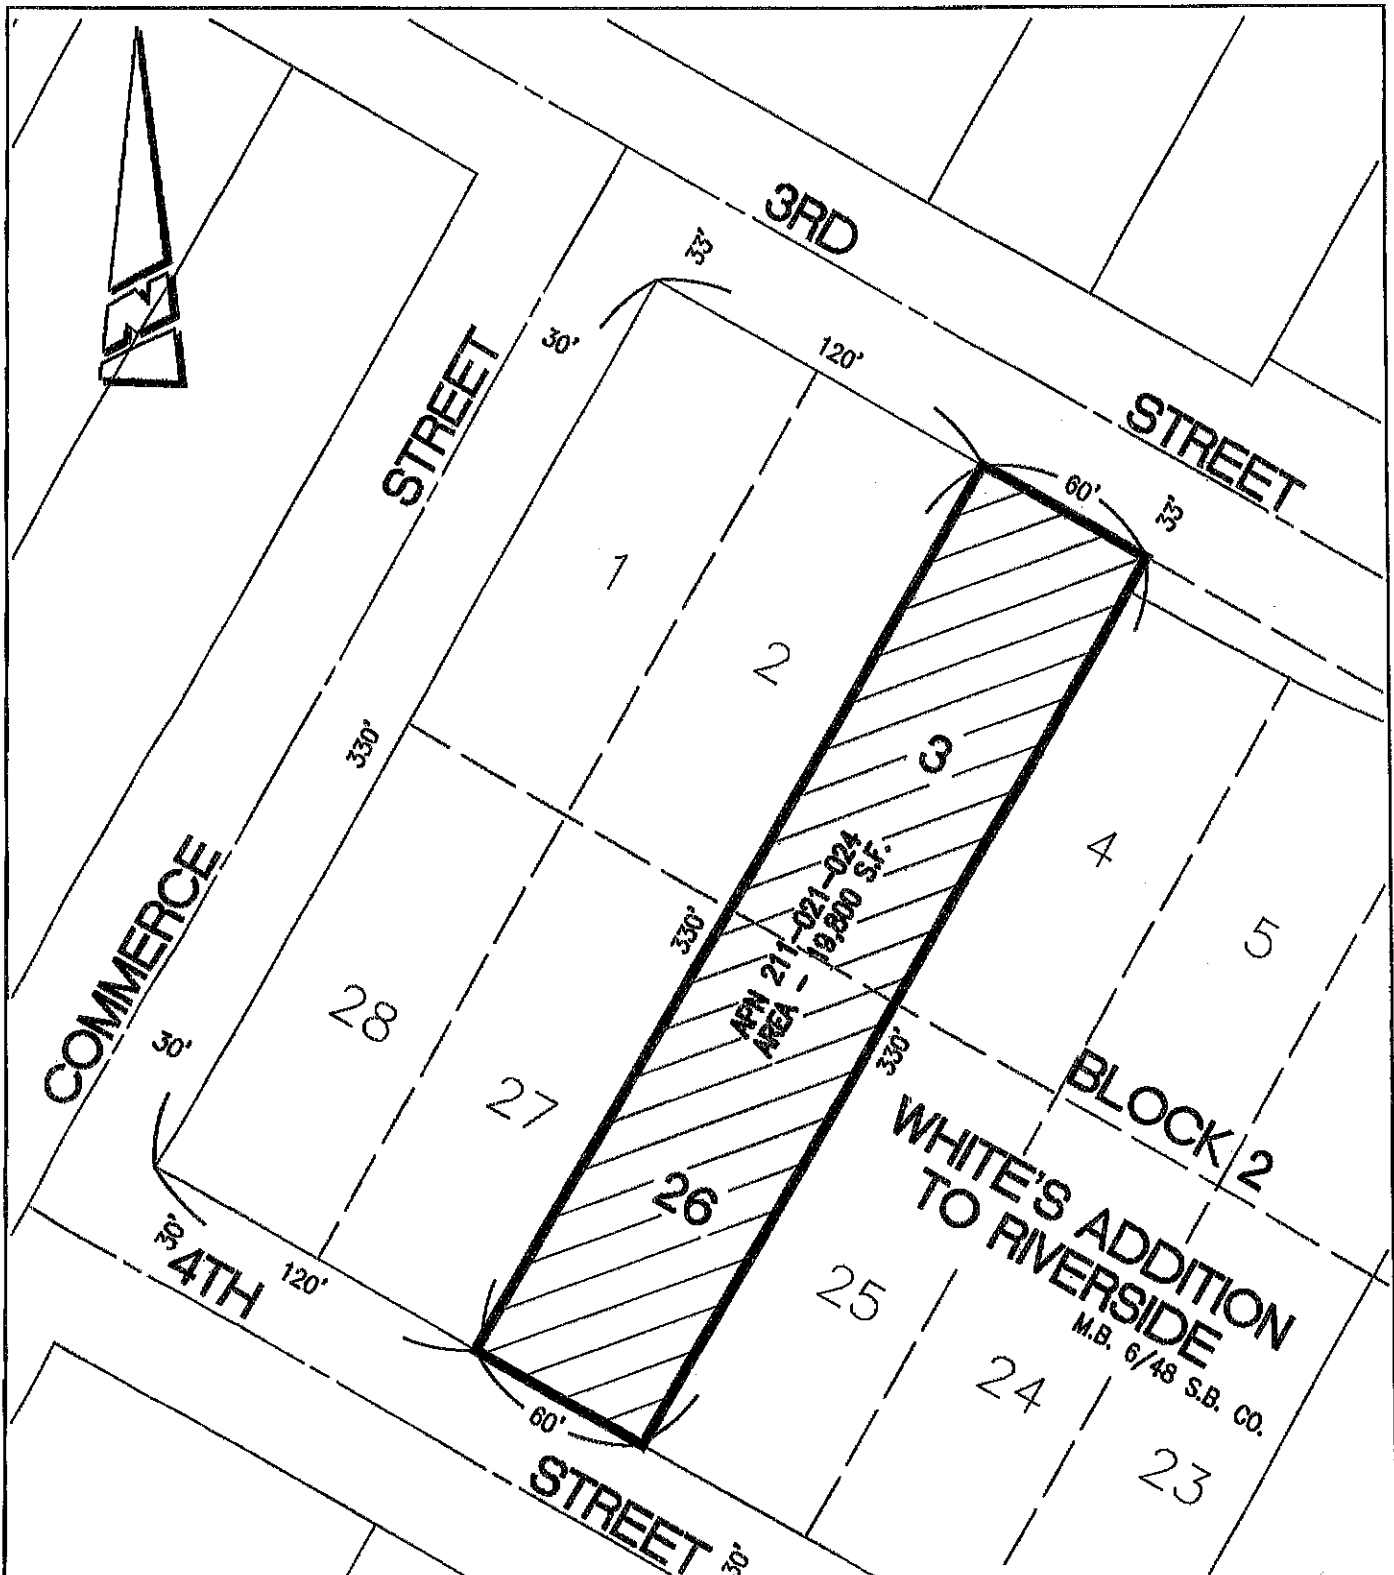 3RD
STREET
33'
30'
120'
STREET
60'
33'
1
2
3
4
5
330'
COMMERCE
APN 211-021-024
AREA - 19,800 S.F.
330'
330'
28
27
26
25
24
23
BLOCK 2
WHITE'S ADDITION
TO RIVERSIDE
M.B. 6/48 S.B. CO.
30'
30'
4TH
120'
60'
STREET
30'